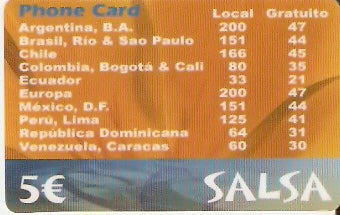 Phone Card Local Gratuito
Argentina, B.A. 200 47
Brasil, Río & Sao Paulo 151 44
Chile 166 45
Colombia, Bogotá & Cali 80 35
Ecuador 33 21
Europa 200 47
México, D.F. 151 44
Perú, Lima 125 41
República Dominicana 64 31
Venezuela, Caracas 60 30
5€ SALSA